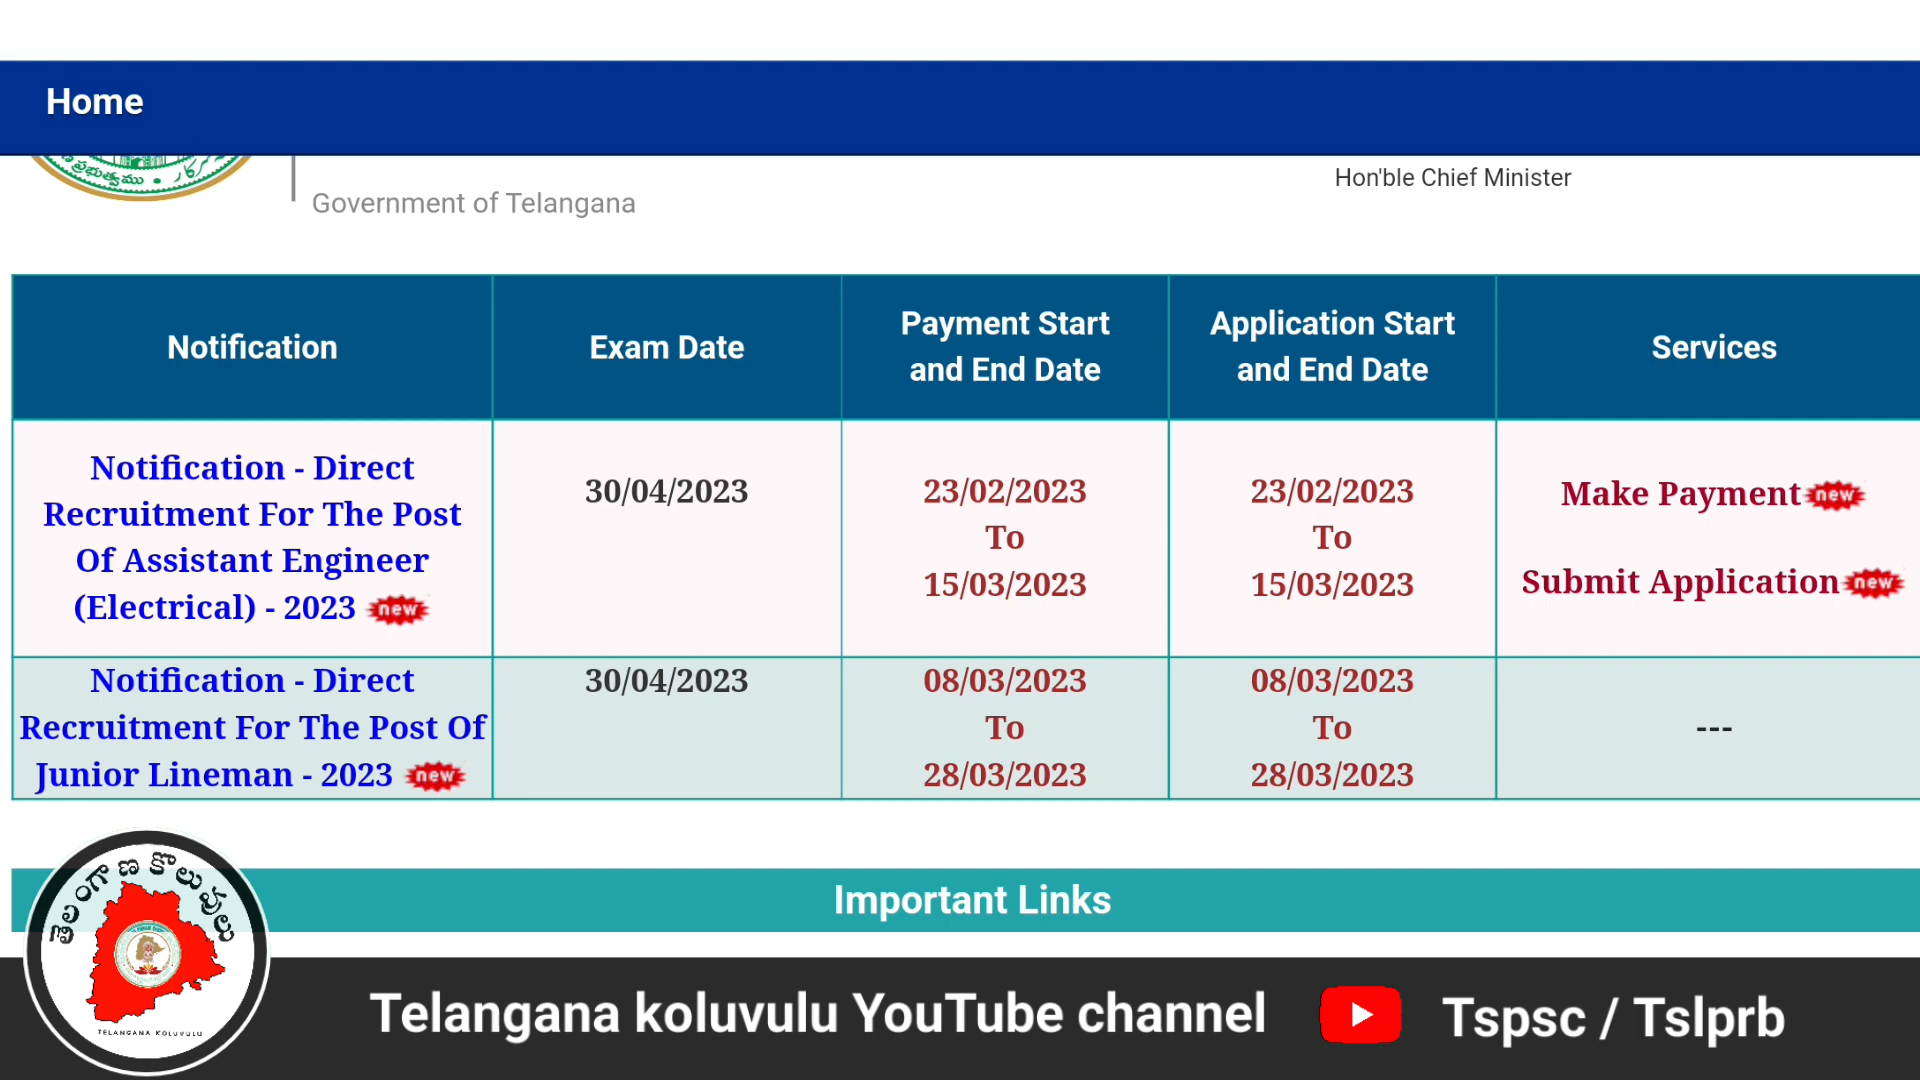 Home
ప్రభుత్వము
Government of Telangana
Hon'ble Chief Minister
Notification
Exam Date
Payment Start
and End Date
Application Start
and End Date
Services
Notification - Direct
Recruitment For The Post
Of Assistant Engineer
(Electrical) - 2023 new
30/04/2023
23/02/2023
To
15/03/2023
23/02/2023
To
15/03/2023
Make Payment new
Submit Application new
Notification - Direct
Recruitment For The Post Of
Junior Lineman - 2023 new
30/04/2023
08/03/2023
To
28/03/2023
08/03/2023
To
28/03/2023
---
Important Links
తెలంగాణ కొలువులు
TELANGANA KOLUVULU
Telangana koluvulu YouTube channel
Tspsc / Tslprb